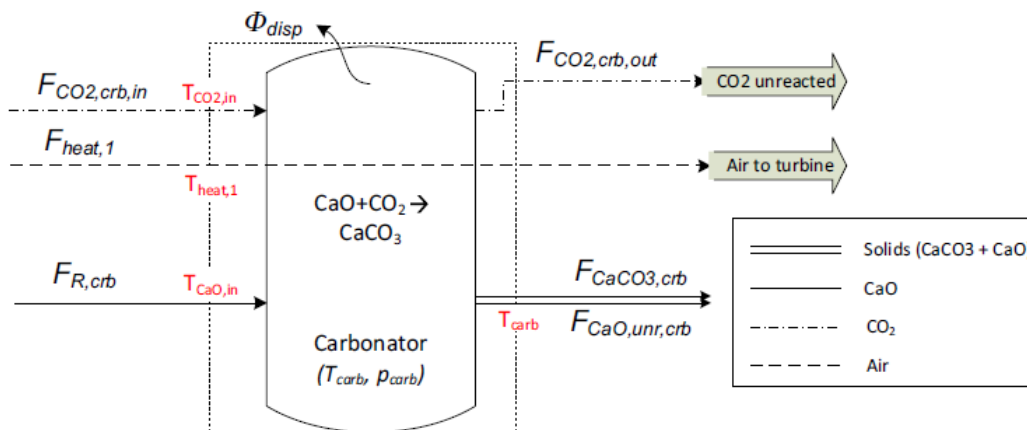 Φdisp
FCO2,crb,out
FCO2,crb,in
TCO2,in
CO2 unreacted
Fheat,1
Air to turbine
Theat,1
CaO+CO2 →
CaCO3
Solids (CaCO3 + CaO
FR,crb
TCaO,in
FCaCO3,crb
CaO
Tcarb
FCaO,unr,crb
CO2
Carbonator
(Tcarb, pcarb)
Air